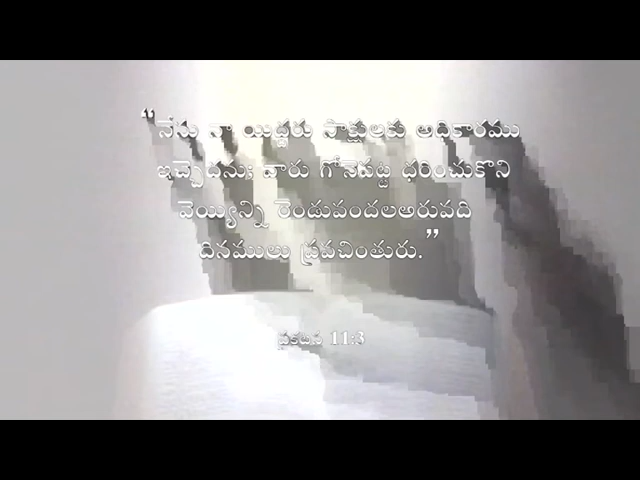 “నేను నా యిద్దరు సాక్షులకు అధికారము
ఇచ్చెదను; వారు గోనెపట్ట ధరించుకొని
వెయ్యిన్ని రెండువందలఅరువది
దినములు ప్రవచింతురు.”
ప్రకటన 11:3